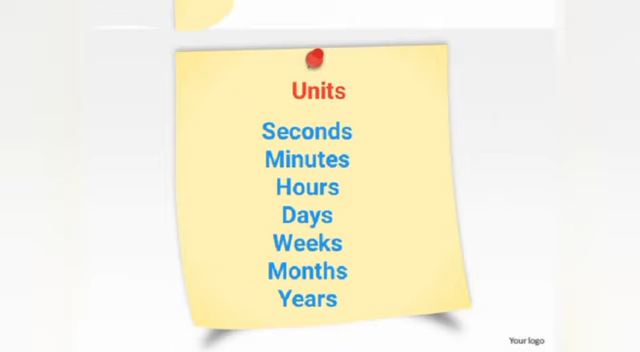 Units
Seconds
Minutes
Hours
Days
Weeks
Months
Years
Your logo